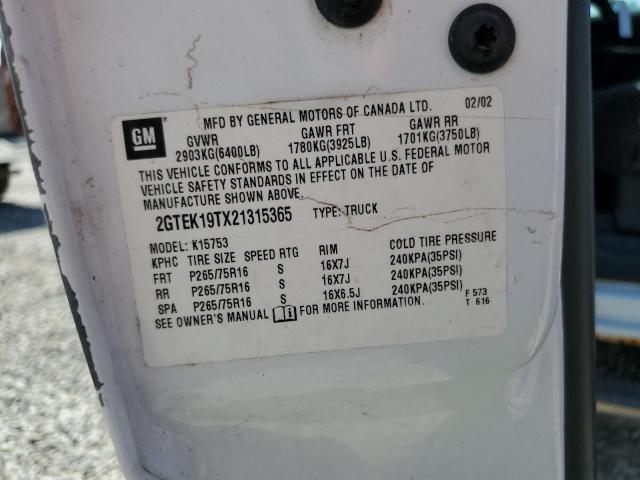 MFD BY GENERAL MOTORS OF CANADA LTD. 02/02
GM
GVWR GAWR FRT GAWR RR
2903KG(6400LB) 1780KG(3925LB) 1701KG(3750LB)
THIS VEHICLE CONFORMS TO ALL APPLICABLE U.S. FEDERAL MOTOR
VEHICLE SAFETY STANDARDS IN EFFECT ON THE DATE OF
MANUFACTURE SHOWN ABOVE.
2GTEK19TX21315365 TYPE: TRUCK
MODEL: K15753
KPHC TIRE SIZE SPEED RTG RIM COLD TIRE PRESSURE
FRT P265/75R16 S 16X7J 240KPA(35PSI)
RR P265/75R16 S 16X7J 240KPA(35PSI)
SPA P265/75R16 S 16X6.5J 240KPA(35PSI)
SEE OWNER'S MANUAL FOR MORE INFORMATION.
F 573
T 616